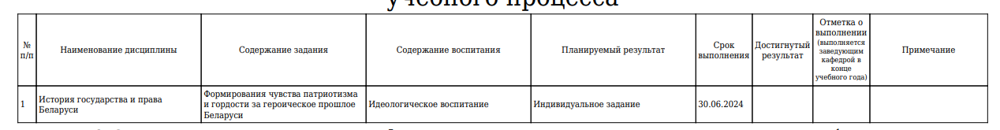 учебного процесса
№
п/п
Наименование дисциплины
Содержание задания
Содержание воспитания
Планируемый результат
Срок
выполнения
Достигнутый
результат
Отметка о
выполнении
(выполняется
заведующим
кафедрой в
конце
учебного года)
Примечание
1
История государства и права
Беларуси
Формирования чувства патриотизма
и гордости за героическое прошлое
Беларуси
Идеологическое воспитание
Индивидуальное задание
30.06.2024